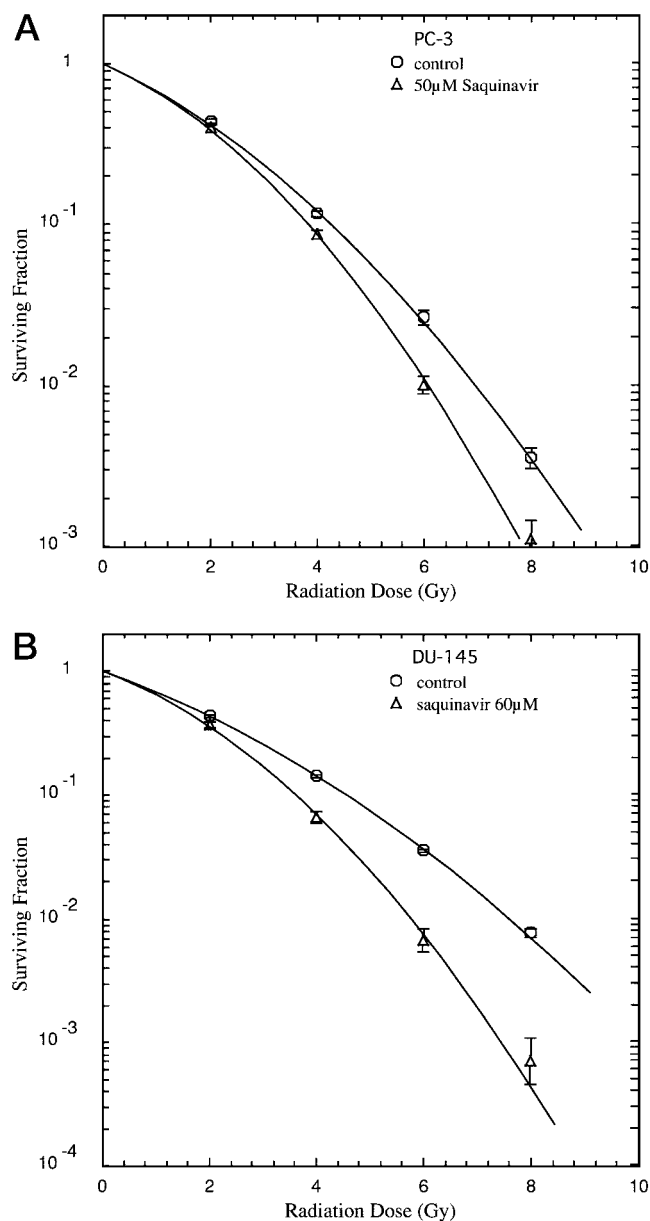 A
PC-3
control
50µM Saquinavir
1
10-1
10-2
10-3
Surviving Fraction
0 2 4 6 8 10
Radiation Dose (Gy)
B
DU-145
control
saquinavir 60µM
1
10-1
10-2
10-3
10-4
Surviving Fraction
0 2 4 6 8 10
Radiation Dose (Gy)